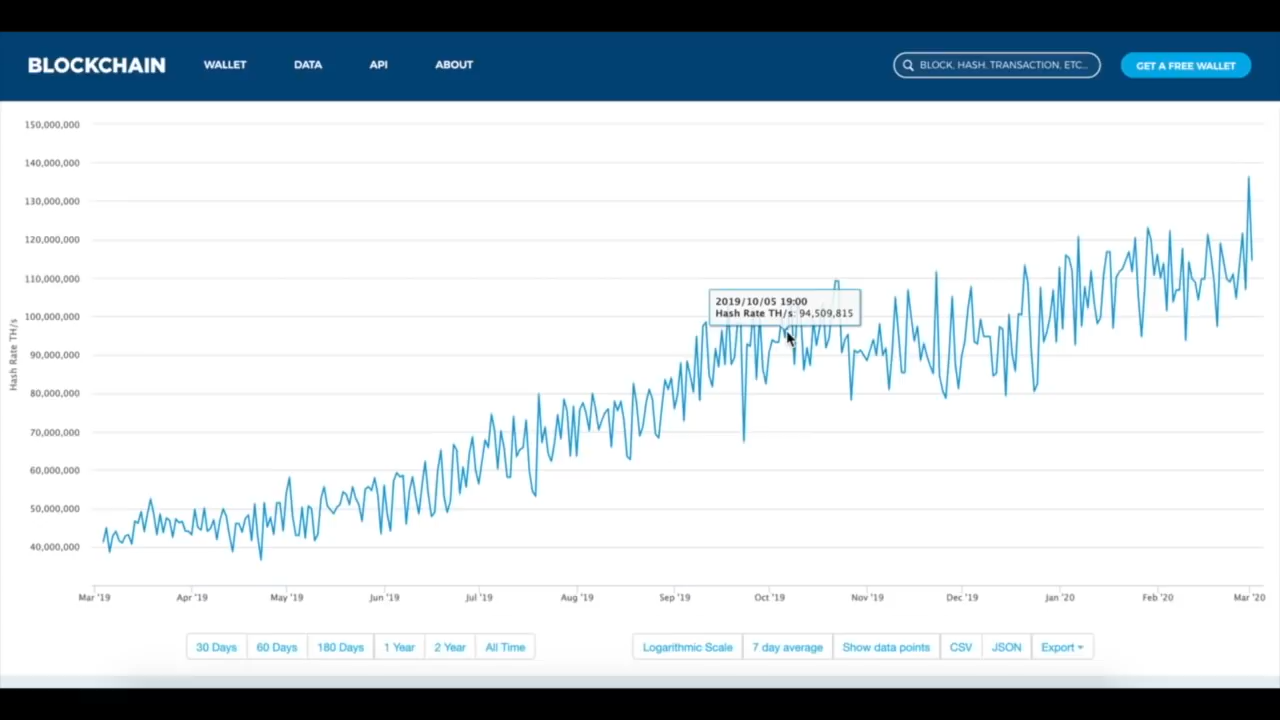 BLOCKCHAIN WALLET DATA API ABOUT BLOCK, HASH, TRANSACTION, ETC... GET A FREE WALLET
150,000,000
140,000,000
130,000,000
120,000,000
110,000,000
100,000,000
90,000,000
80,000,000
70,000,000
60,000,000
50,000,000
40,000,000
Hash Rate TH/s
2019/10/05 19:00
Hash Rate TH/s: 94,509,815
Mar '19 Apr '19 May '19 Jun '19 Jul '19 Aug '19 Sep '19 Oct '19 Nov '19 Dec '19 Jan '20 Feb '20 Mar '20
30 Days 60 Days 180 Days 1 Year 2 Year All Time Logarithmic Scale 7 day average Show data points CSV JSON Export